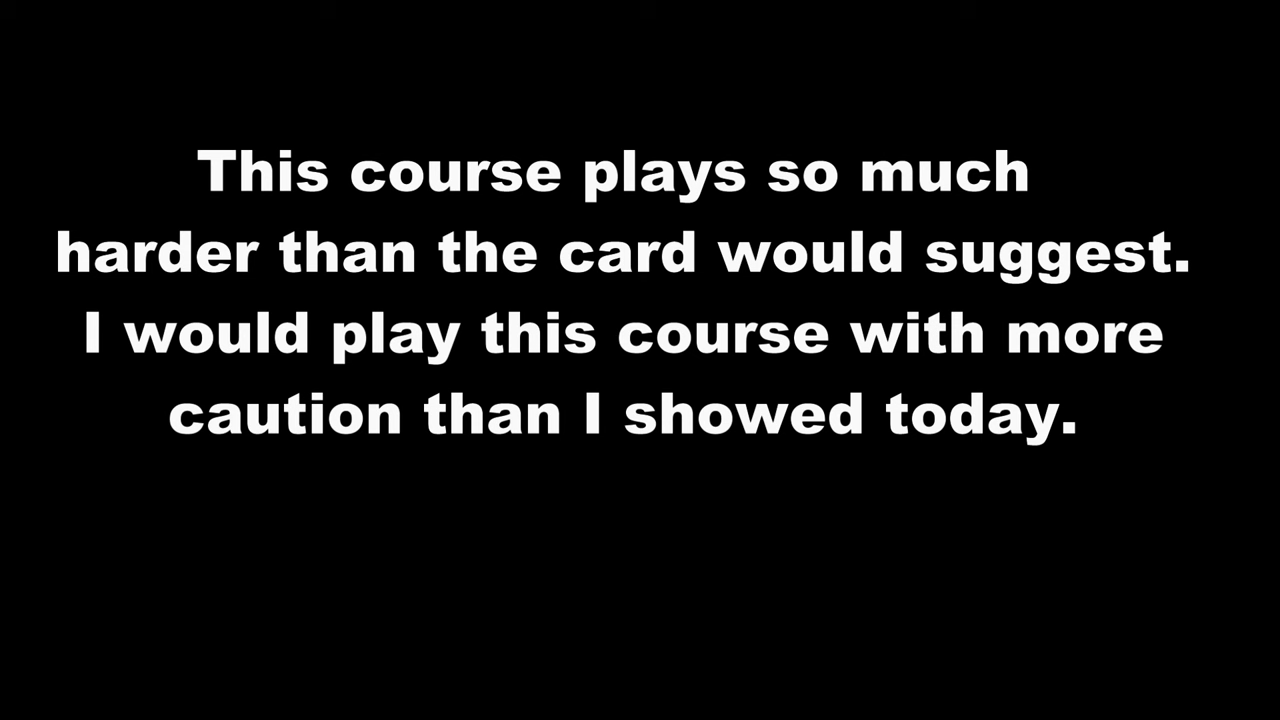 This course plays so much
harder than the card would suggest.
I would play this course with more
caution than I showed today.